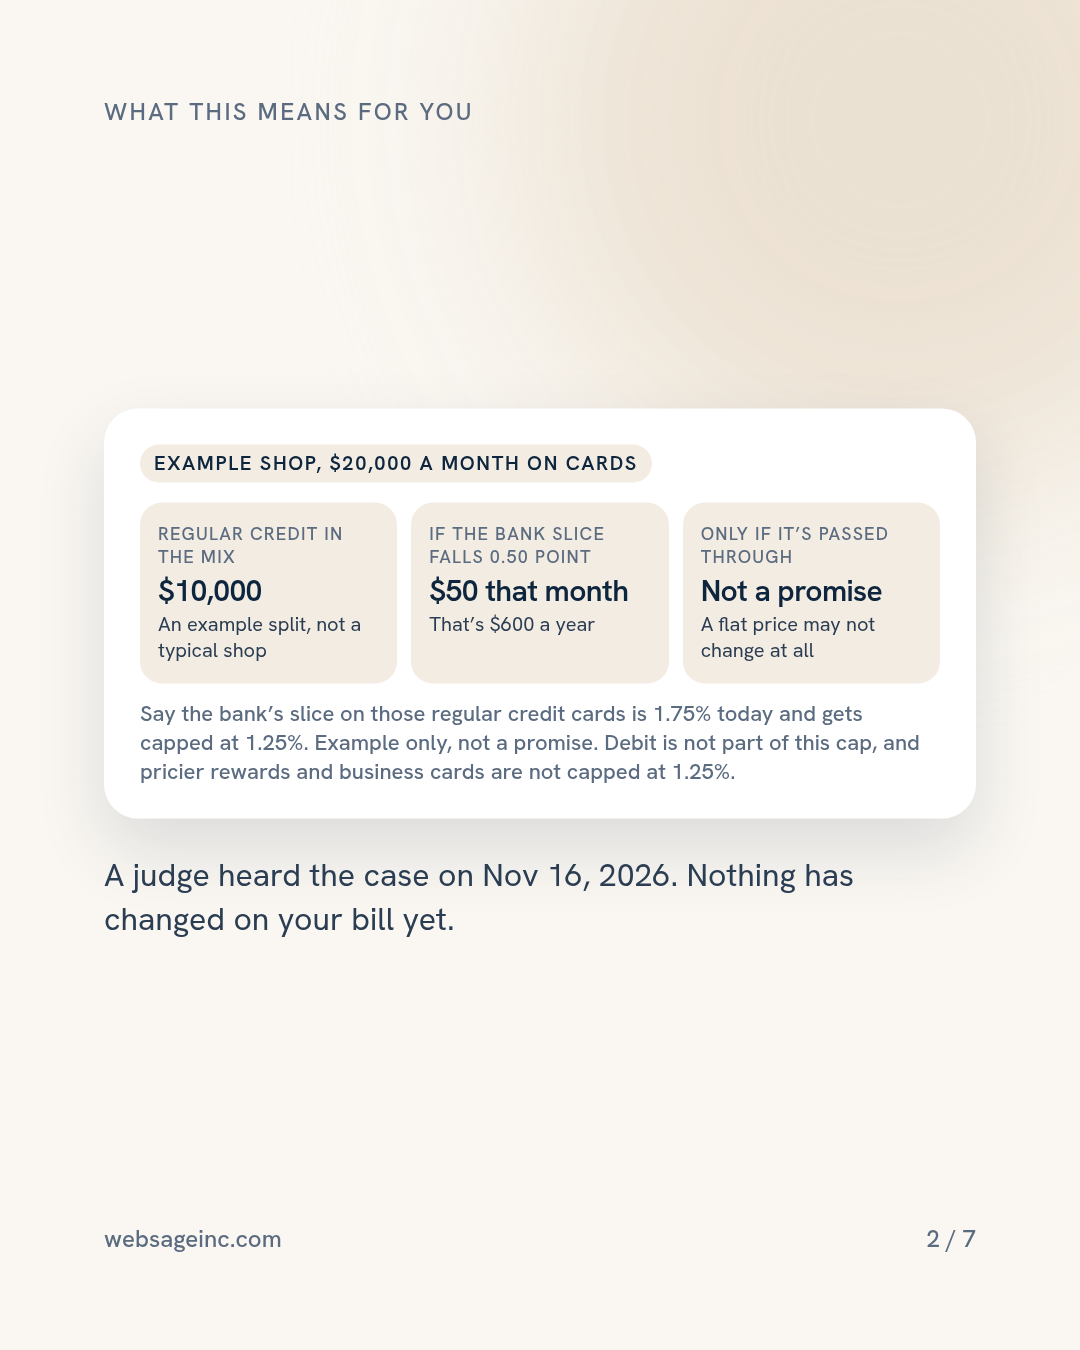 WHAT THIS MEANS FOR YOU
EXAMPLE SHOP, $20,000 A MONTH ON CARDS
REGULAR CREDIT IN
THE MIX
$10,000
An example split, not a
typical shop
IF THE BANK SLICE
FALLS 0.50 POINT
$50 that month
That’s $600 a year
ONLY IF IT’S PASSED
THROUGH
Not a promise
A flat price may not
change at all
Say the bank’s slice on those regular credit cards is 1.75% today and gets
capped at 1.25%. Example only, not a promise. Debit is not part of this cap, and
pricier rewards and business cards are not capped at 1.25%.
A judge heard the case on Nov 16, 2026. Nothing has
changed on your bill yet.
websageinc.com
2 / 7